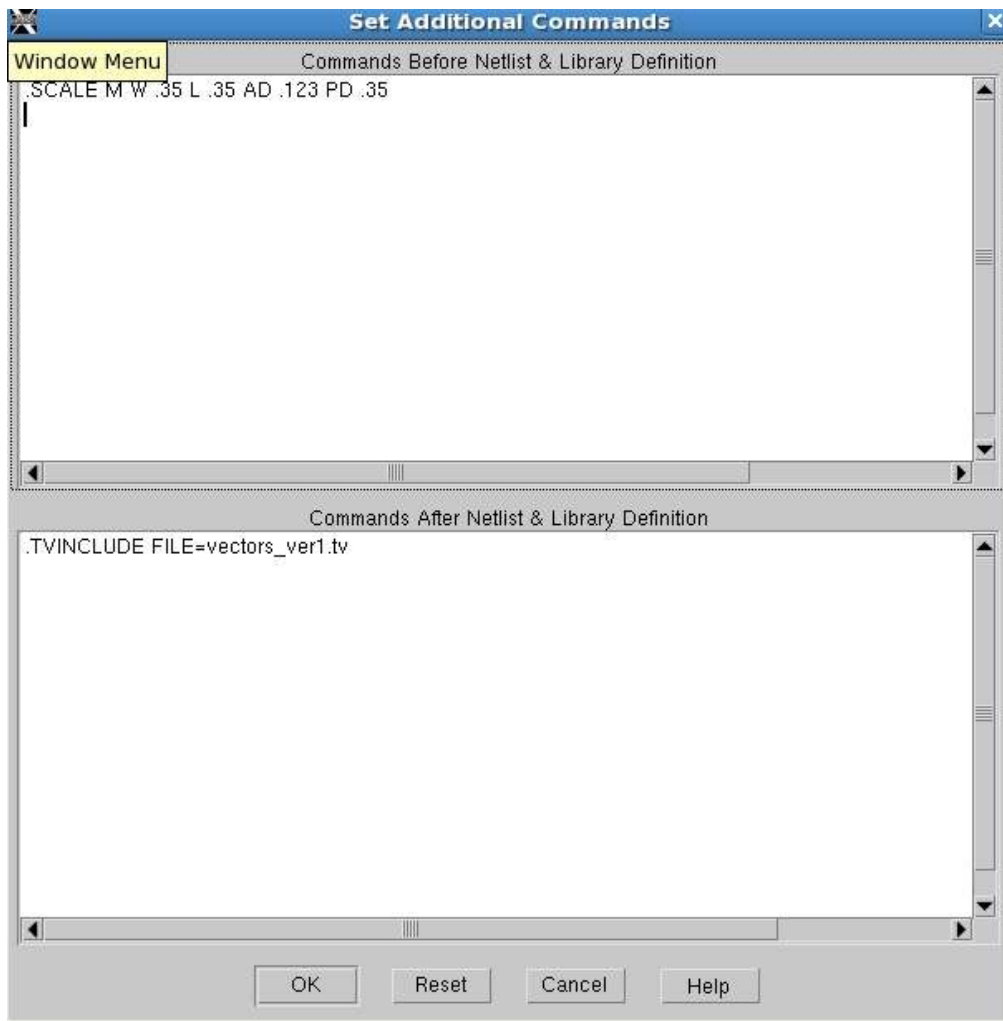 Set Additional Commands
Window Menu
Commands Before Netlist & Library Definition
.SCALE M W .35 L .35 AD .123 PD .35
Commands After Netlist & Library Definition
.TVINCLUDE FILE=vectors_ver1.tv
OK Reset Cancel Help